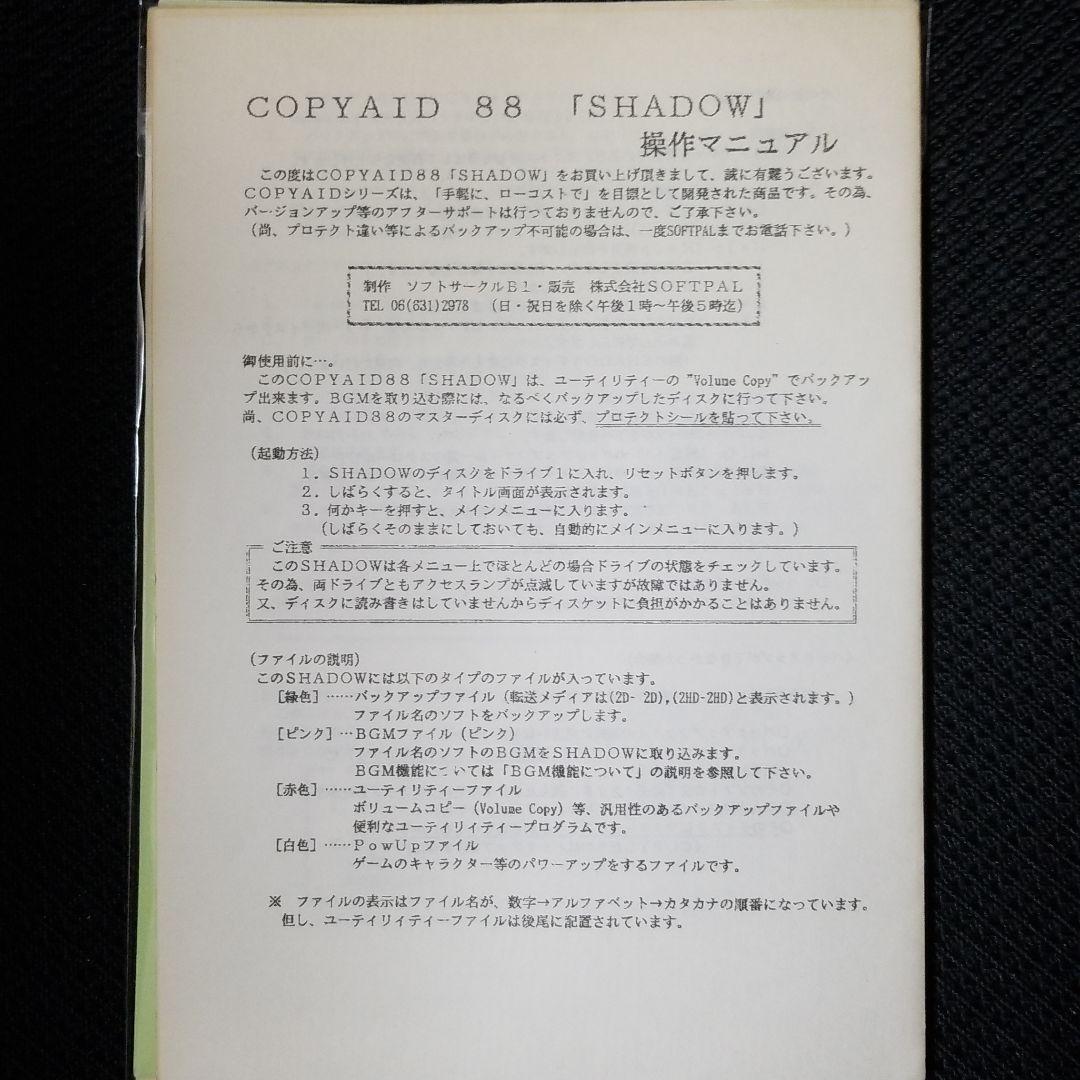 COPYAID 88 「SHADOW」
操作マニュアル
この度はCOPYAID88「SHADOW」をお買い上げ頂きまして、誠に有難うございます。
COPYAIDシリーズは、「手軽に、ローコストで」を目標として開発された商品です。その為、
バージョンアップ等のアフターサポートは行っておりませんので、ご了承下さい。
(尚、プロテクト違い等によるバックアップ不可能の場合は、一度SOFTPALまでお電話下さい。)
制作 ソフトサークルB1・販売 株式会社SOFTPAL
TEL 06(631)2978 (日・祝日を除く午後1時〜午後5時迄)
御使用前に…。
このCOPYAID88「SHADOW」は、ユーティリティーの "Volume Copy" でバックアッ
プ出来ます。BGMを取り込む際には、なるべくバックアップしたディスクに行って下さい。
尚、COPYAID88のマスターディスクには必ず、プロテクトシールを貼って下さい。
(起動方法)
1.SHADOWのディスクをドライブ1に入れ、リセットボタンを押します。
2.しばらくすると、タイトル画面が表示されます。
3.何かキーを押すと、メインメニューに入ります。
(しばらくそのままにしておいても、自動的にメインメニューに入ります。)
ご注意
このSHADOWは各メニュー上でほとんどの場合ドライブの状態をチェックしています。
その為、両ドライブともアクセスランプが点滅していますが故障ではありません。
又、ディスクに読み書きはしていませんからディスケットに負担がかかることはありません。
(ファイルの説明)
このSHADOWには以下のタイプのファイルが入っています。
[緑色]……バックアップファイル (転送メディアは(2D- 2D),(2HD-2HD)と表示されます。)
ファイル名のソフトをバックアップします。
[ピンク]…BGMファイル (ピンク)
ファイル名のソフトのBGMをSHADOWに取り込みます。
BGM機能については「BGM機能について」の説明を参照して下さい。
[赤色]……ユーティリティーファイル
ボリュームコピー (Volume Copy) 等、汎用性のあるバックアップファイルや
便利なユーテイリィティープログラムです。
[白色]……PowUpファイル
ゲームのキャラクター等のパワーアップをするファイルです。
※ ファイルの表示はファイル名が、数字→アルファベット→カタカナの順番になっています。
但し、ユーテイリィティーファイルは後尾に配置されています。